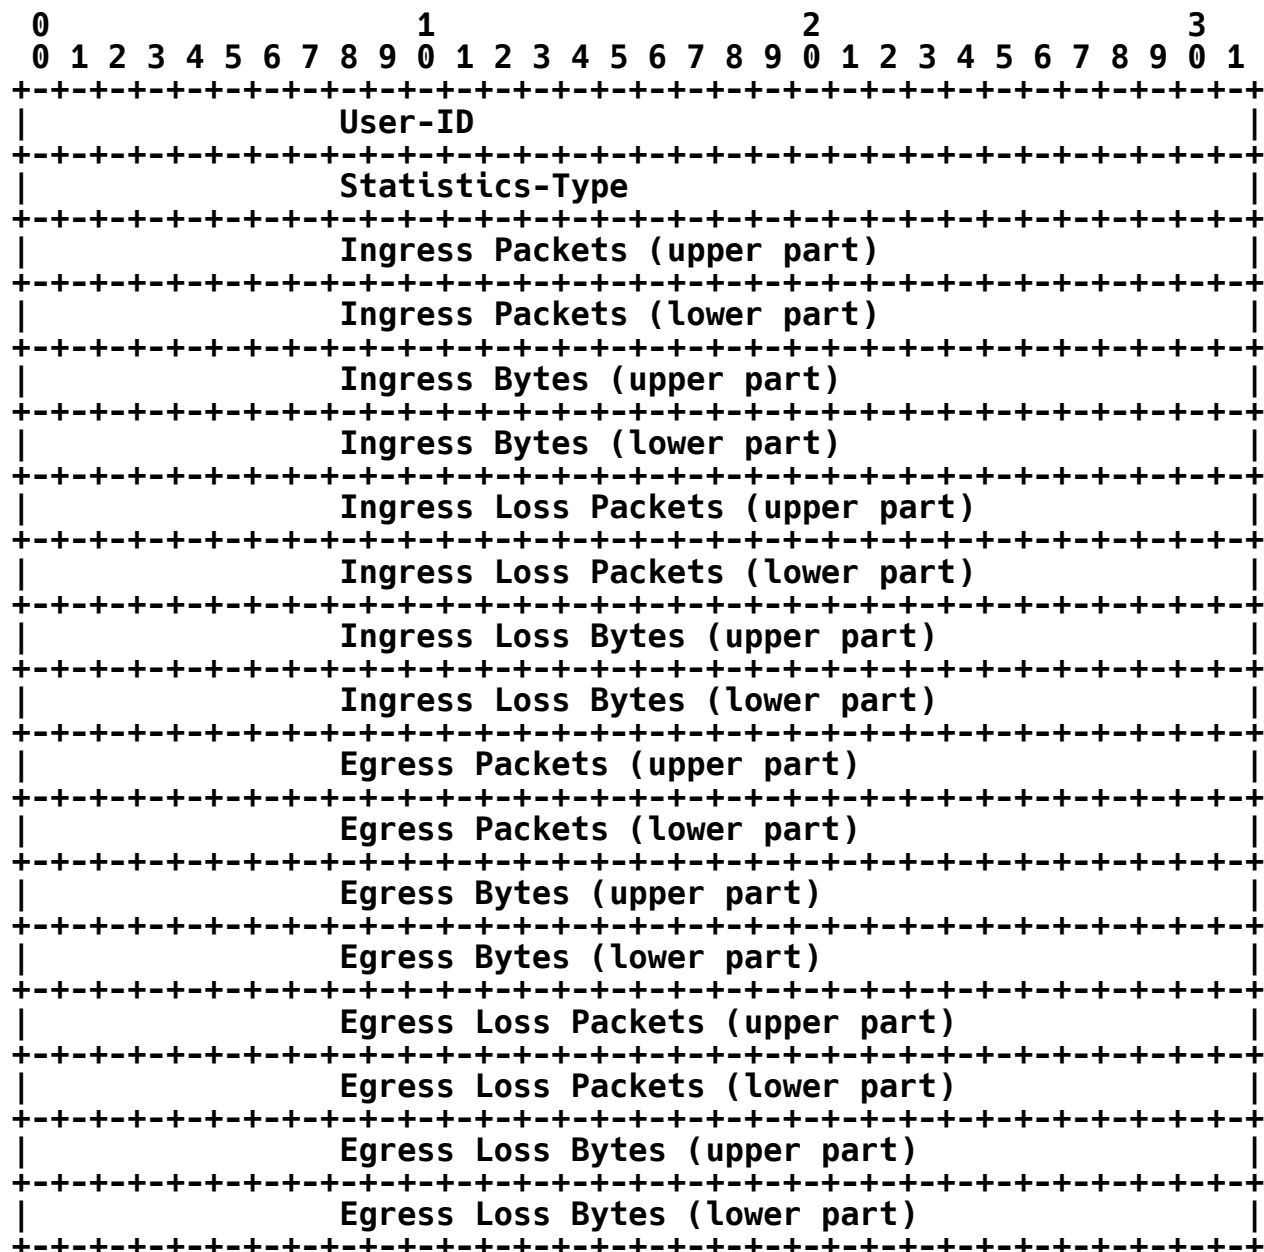 0                   1                   2                   3
 0 1 2 3 4 5 6 7 8 9 0 1 2 3 4 5 6 7 8 9 0 1 2 3 4 5 6 7 8 9 0 1
+-+-+-+-+-+-+-+-+-+-+-+-+-+-+-+-+-+-+-+-+-+-+-+-+-+-+-+-+-+-+-+-+
|                User-ID                                        |
+-+-+-+-+-+-+-+-+-+-+-+-+-+-+-+-+-+-+-+-+-+-+-+-+-+-+-+-+-+-+-+-+
|                Statistics-Type                                |
+-+-+-+-+-+-+-+-+-+-+-+-+-+-+-+-+-+-+-+-+-+-+-+-+-+-+-+-+-+-+-+-+
|                Ingress Packets (upper part)                   |
+-+-+-+-+-+-+-+-+-+-+-+-+-+-+-+-+-+-+-+-+-+-+-+-+-+-+-+-+-+-+-+-+
|                Ingress Packets (lower part)                   |
+-+-+-+-+-+-+-+-+-+-+-+-+-+-+-+-+-+-+-+-+-+-+-+-+-+-+-+-+-+-+-+-+
|                Ingress Bytes (upper part)                     |
+-+-+-+-+-+-+-+-+-+-+-+-+-+-+-+-+-+-+-+-+-+-+-+-+-+-+-+-+-+-+-+-+
|                Ingress Bytes (lower part)                     |
+-+-+-+-+-+-+-+-+-+-+-+-+-+-+-+-+-+-+-+-+-+-+-+-+-+-+-+-+-+-+-+-+
|                Ingress Loss Packets (upper part)              |
+-+-+-+-+-+-+-+-+-+-+-+-+-+-+-+-+-+-+-+-+-+-+-+-+-+-+-+-+-+-+-+-+
|                Ingress Loss Packets (lower part)              |
+-+-+-+-+-+-+-+-+-+-+-+-+-+-+-+-+-+-+-+-+-+-+-+-+-+-+-+-+-+-+-+-+
|                Ingress Loss Bytes (upper part)                |
+-+-+-+-+-+-+-+-+-+-+-+-+-+-+-+-+-+-+-+-+-+-+-+-+-+-+-+-+-+-+-+-+
|                Ingress Loss Bytes (lower part)                |
+-+-+-+-+-+-+-+-+-+-+-+-+-+-+-+-+-+-+-+-+-+-+-+-+-+-+-+-+-+-+-+-+
|                Egress Packets (upper part)                    |
+-+-+-+-+-+-+-+-+-+-+-+-+-+-+-+-+-+-+-+-+-+-+-+-+-+-+-+-+-+-+-+-+
|                Egress Packets (lower part)                    |
+-+-+-+-+-+-+-+-+-+-+-+-+-+-+-+-+-+-+-+-+-+-+-+-+-+-+-+-+-+-+-+-+
|                Egress Bytes (upper part)                      |
+-+-+-+-+-+-+-+-+-+-+-+-+-+-+-+-+-+-+-+-+-+-+-+-+-+-+-+-+-+-+-+-+
|                Egress Bytes (lower part)                      |
+-+-+-+-+-+-+-+-+-+-+-+-+-+-+-+-+-+-+-+-+-+-+-+-+-+-+-+-+-+-+-+-+
|                Egress Loss Packets (upper part)               |
+-+-+-+-+-+-+-+-+-+-+-+-+-+-+-+-+-+-+-+-+-+-+-+-+-+-+-+-+-+-+-+-+
|                Egress Loss Packets (lower part)               |
+-+-+-+-+-+-+-+-+-+-+-+-+-+-+-+-+-+-+-+-+-+-+-+-+-+-+-+-+-+-+-+-+
|                Egress Loss Bytes (upper part)                 |
+-+-+-+-+-+-+-+-+-+-+-+-+-+-+-+-+-+-+-+-+-+-+-+-+-+-+-+-+-+-+-+-+
|                Egress Loss Bytes (lower part)                 |
+-+-+-+-+-+-+-+-+-+-+-+-+-+-+-+-+-+-+-+-+-+-+-+-+-+-+-+-+-+-+-+-+